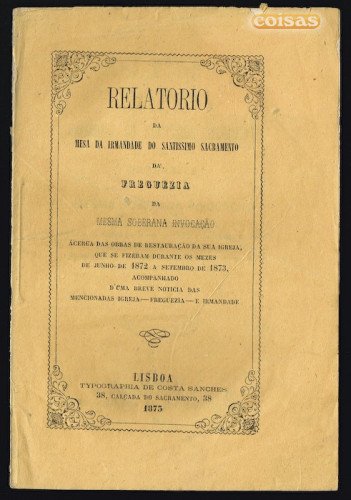 coisas
RELATORIO
DA
MESA DA IRMANDADE DO SANTISSIMO SACRAMENTO
DA
FREGUEZIA
DA
MESMA SOBERANA INVOCAÇÃO
ÁCERCA DAS OBRAS DE RESTAURAÇÃO DA SUA IGREJA,
QUE SE FIZERAM DURANTE OS MEZES
DE JUNHO DE 1872 A SETEMBRO DE 1873,
ACOMPANHADO
D'UMA BREVE NOTICIA DAS
MENCIONADAS IGREJA—FREGUEZIA—E IRMANDADE
LISBOA
TYPOGRAPHIA DE COSTA SANCHES
38, CALÇADA DO SACRAMENTO, 38
1873